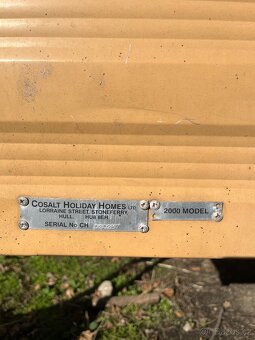 COSALT HOLIDAY HOMES LTD
LORRAINE STREET, STONEFERRY,
HULL. HU8 8EH.
SERIAL No CH
2000 MODEL